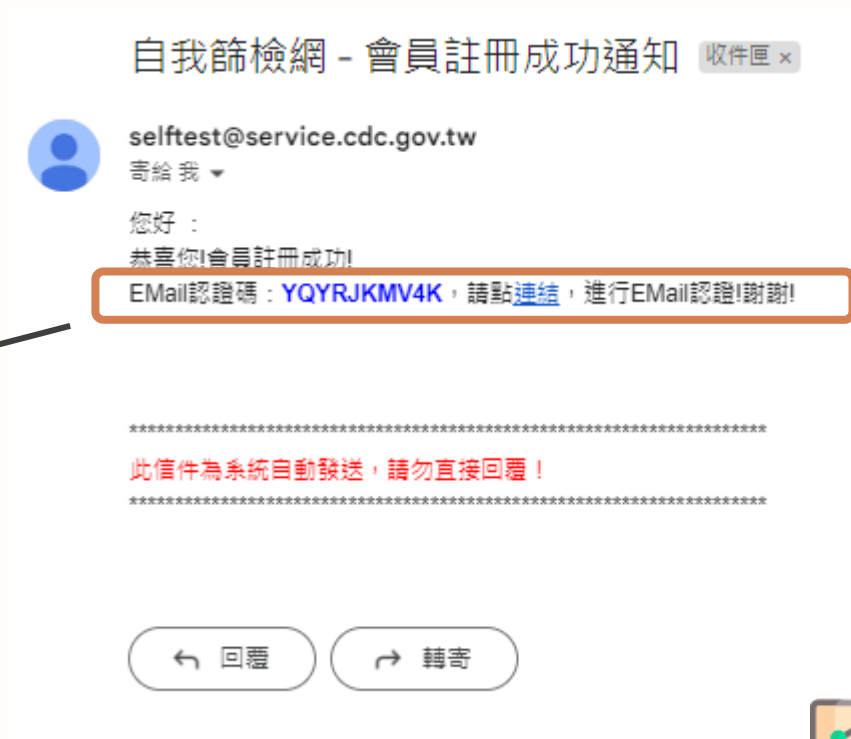 自我篩檢網 – 會員註冊成功通知 收件匣 ×
selftest@service.cdc.gov.tw
寄給 我
您好 :
恭喜您!會員註冊成功!
EMail認證碼：YQYRJKMV4K，請點連結，進行EMail認證!謝謝!
******************************************************************************
此信件為系統自動發送，請勿直接回覆！
******************************************************************************
回覆 轉寄